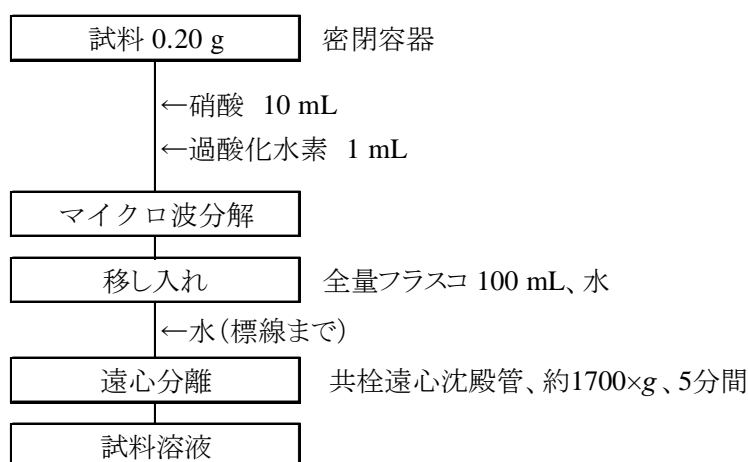 試料 0.20 g 密閉容器
←硝酸 10 mL
←過酸化水素 1 mL
マイクロ波分解
移し入れ 全量フラスコ 100 mL、水
←水(標線まで)
遠心分離 共栓遠心沈殿管、約1700×g、5分間
試料溶液